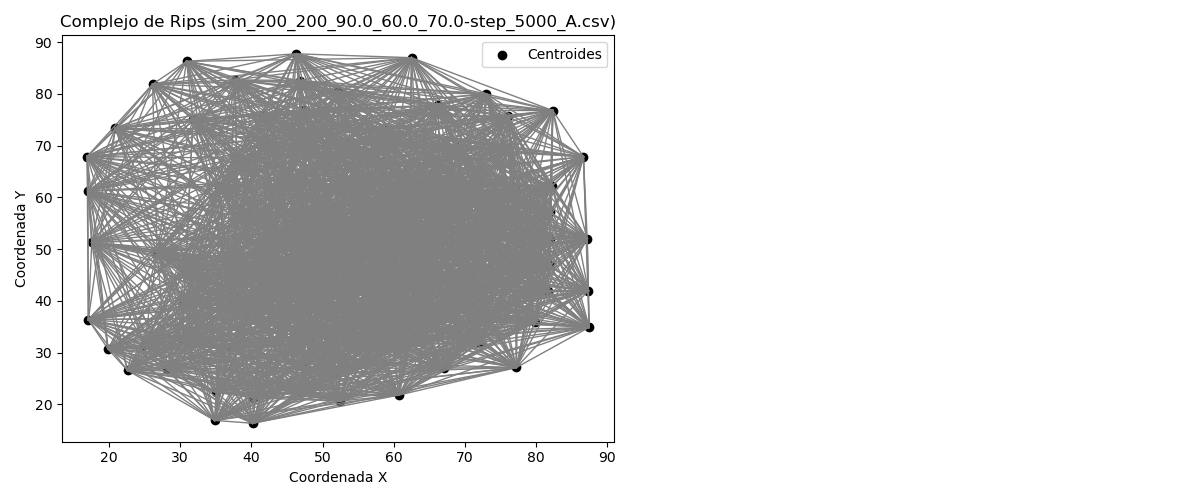 Complejo de Rips (sim_200_200_90.0_60.0_70.0-step_5000_A.csv)
Centroides
90
80
70
60
50
40
30
20
Coordenada Y
20 30 40 50 60 70 80 90
Coordenada X